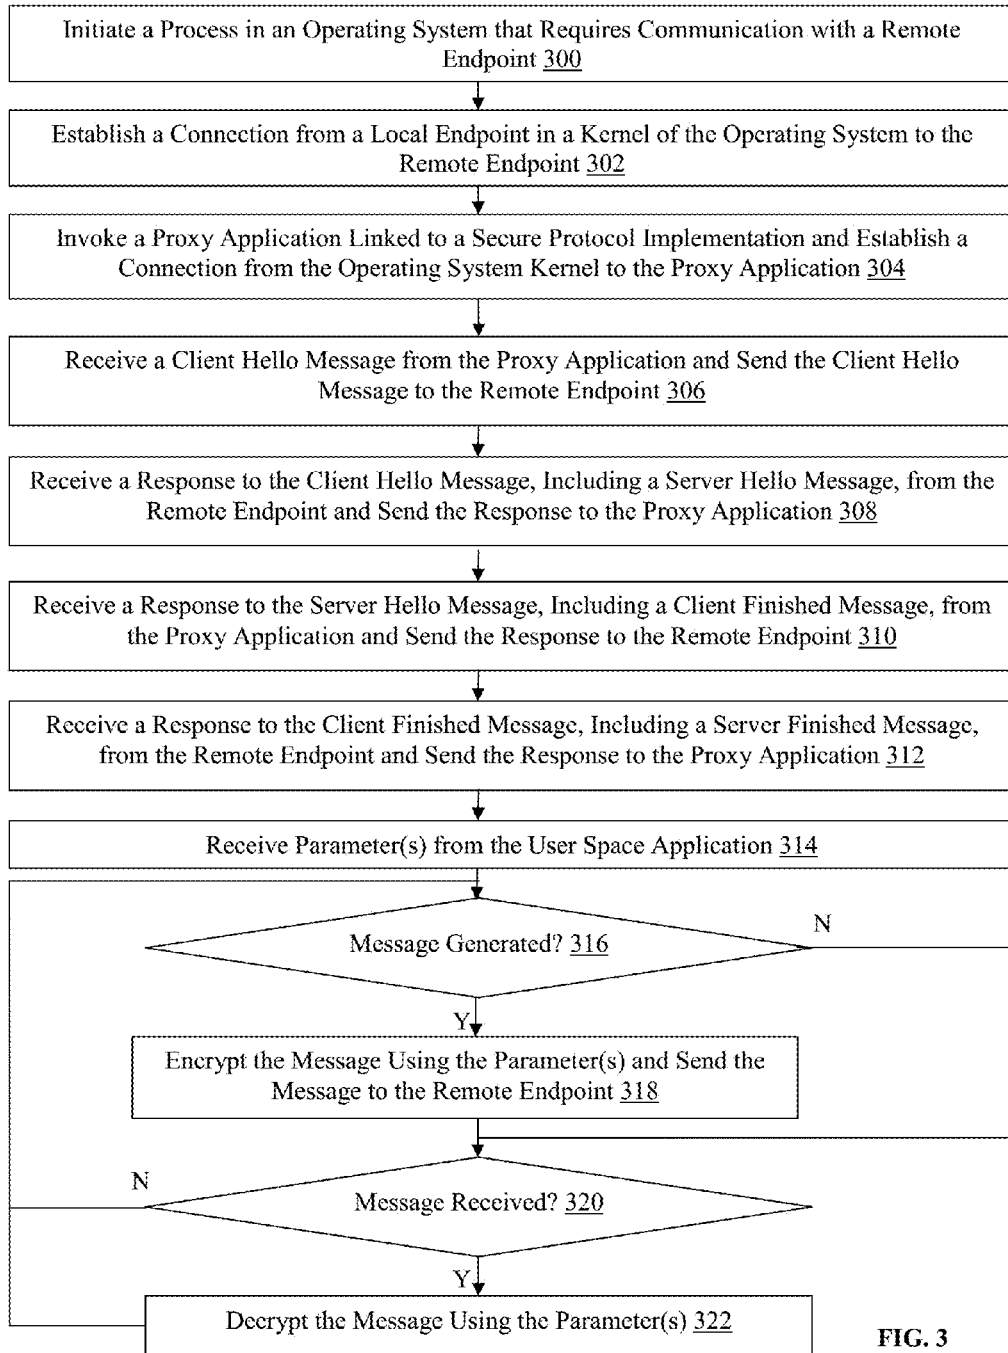 Initiate a Process in an Operating System that Requires Communication with a Remote
Endpoint 300
Establish a Connection from a Local Endpoint in a Kernel of the Operating System to the
Remote Endpoint 302
Invoke a Proxy Application Linked to a Secure Protocol Implementation and Establish a
Connection from the Operating System Kernel to the Proxy Application 304
Receive a Client Hello Message from the Proxy Application and Send the Client Hello
Message to the Remote Endpoint 306
Receive a Response to the Client Hello Message, Including a Server Hello Message, from the
Remote Endpoint and Send the Response to the Proxy Application 308
Receive a Response to the Server Hello Message, Including a Client Finished Message, from
the Proxy Application and Send the Response to the Remote Endpoint 310
Receive a Response to the Client Finished Message, Including a Server Finished Message,
from the Remote Endpoint and Send the Response to the Proxy Application 312
Receive Parameter(s) from the User Space Application 314
N
Message Generated? 316
Y
Encrypt the Message Using the Parameter(s) and Send the
Message to the Remote Endpoint 318
N
Message Received? 320
Y
Decrypt the Message Using the Parameter(s) 322
FIG. 3